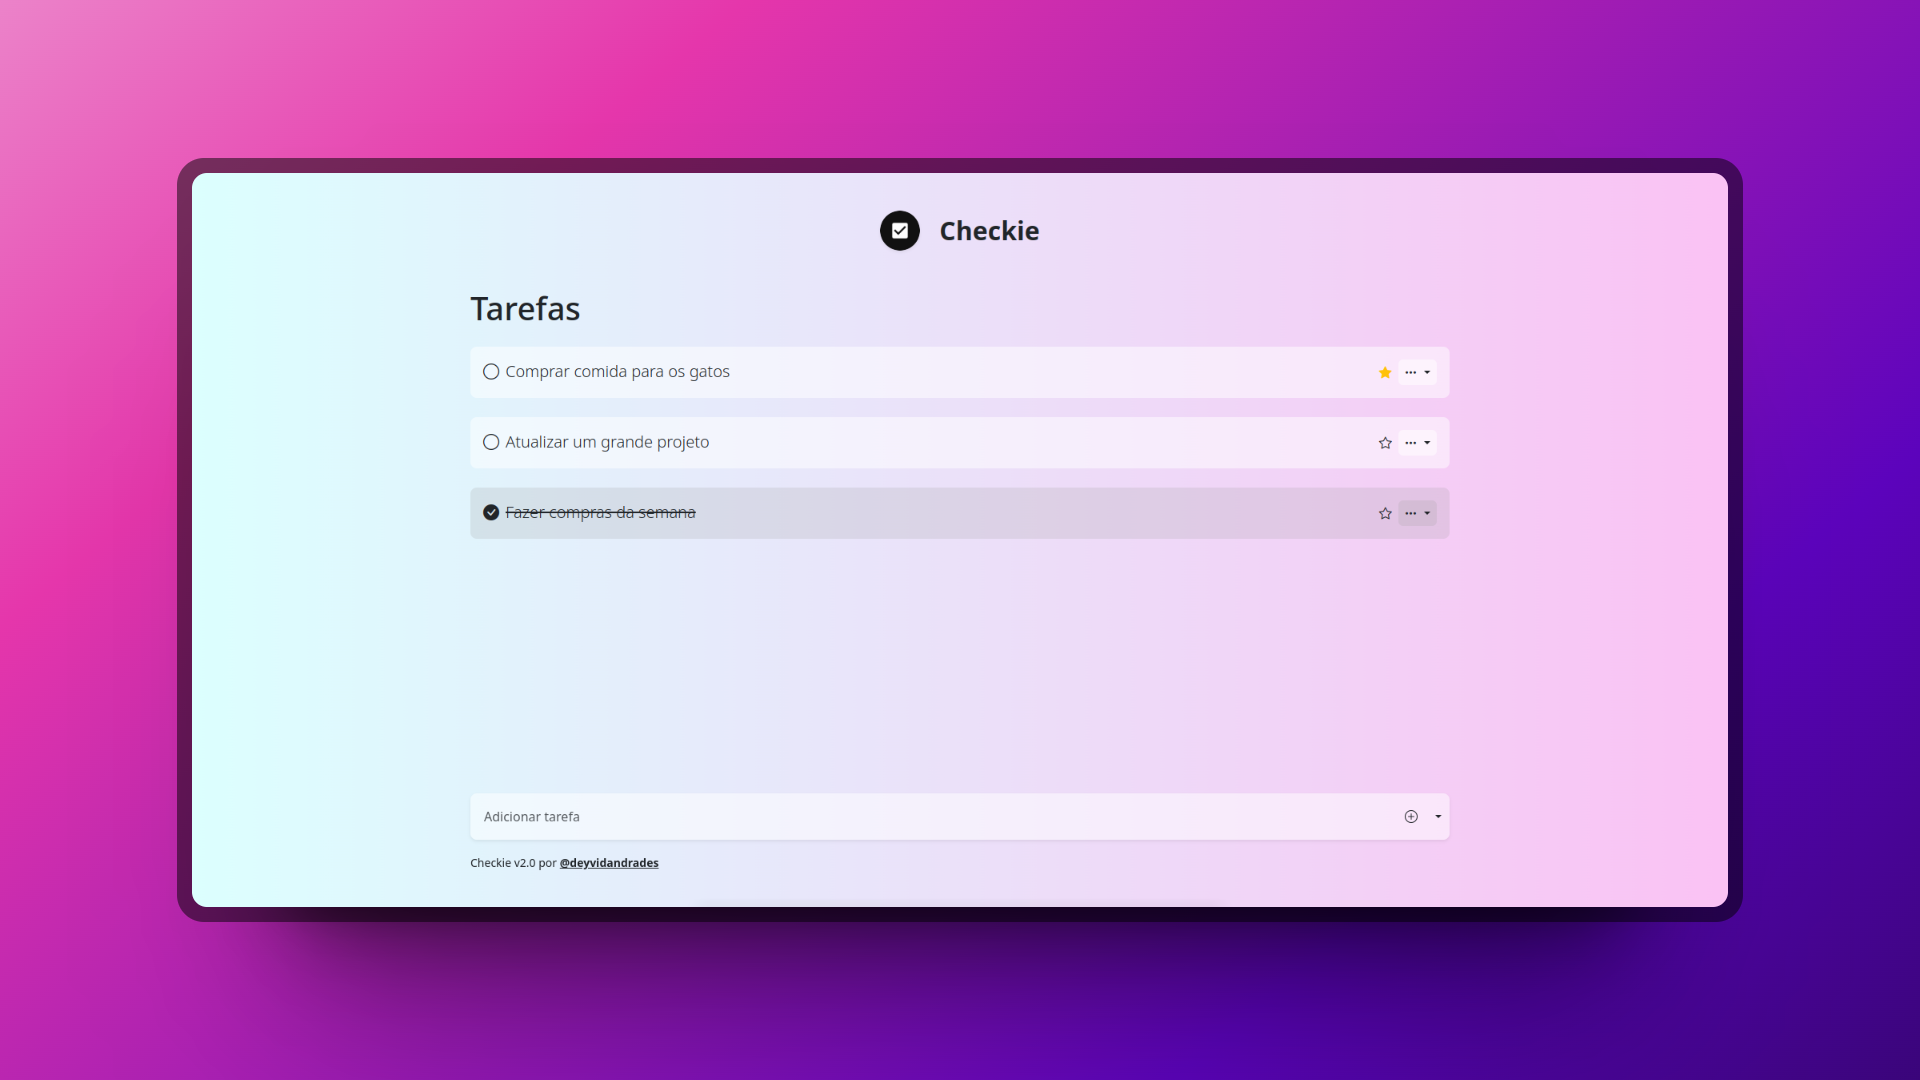 Checkie
Tarefas
Comprar comida para os gatos
Atualizar um grande projeto
Fazer compras da semana
Adicionar tarefa
Checkie v2.0 por @deyvidandrades